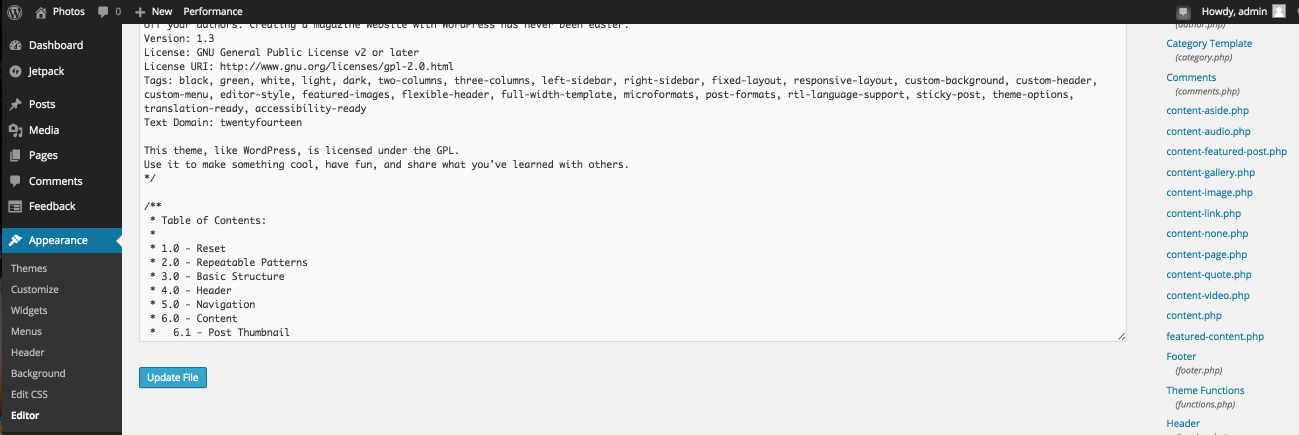 Photos 0 New Performance Howdy, admin
Dashboard
Jetpack
Posts
Media
Pages
Comments
Feedback
Appearance
Themes
Customize
Widgets
Menus
Header
Background
Edit CSS
Editor
off your authors. Creating a magazine website with WordPress has never been easier.
Version: 1.3
License: GNU General Public License v2 or later
License URI: http://www.gnu.org/licenses/gpl-2.0.html
Tags: black, green, white, light, dark, two-columns, three-columns, left-sidebar, right-sidebar, fixed-layout, responsive-layout, custom-background, custom-header,
custom-menu, editor-style, featured-images, flexible-header, full-width-template, microformats, post-formats, rtl-language-support, sticky-post, theme-options,
translation-ready, accessibility-ready
Text Domain: twentyfourteen
This theme, like WordPress, is licensed under the GPL.
Use it to make something cool, have fun, and share what you've learned with others.
*/
/**
* Table of Contents:
*
* 1.0 - Reset
* 2.0 - Repeatable Patterns
* 3.0 - Basic Structure
* 4.0 - Header
* 5.0 - Navigation
* 6.0 - Content
* 6.1 - Post Thumbnail
Update File
(author.php)
Category Template
(category.php)
Comments
(comments.php)
content-aside.php
content-audio.php
content-featured-post.php
content-gallery.php
content-image.php
content-link.php
content-none.php
content-page.php
content-quote.php
content-video.php
content.php
featured-content.php
Footer
(footer.php)
Theme Functions
(functions.php)
Header